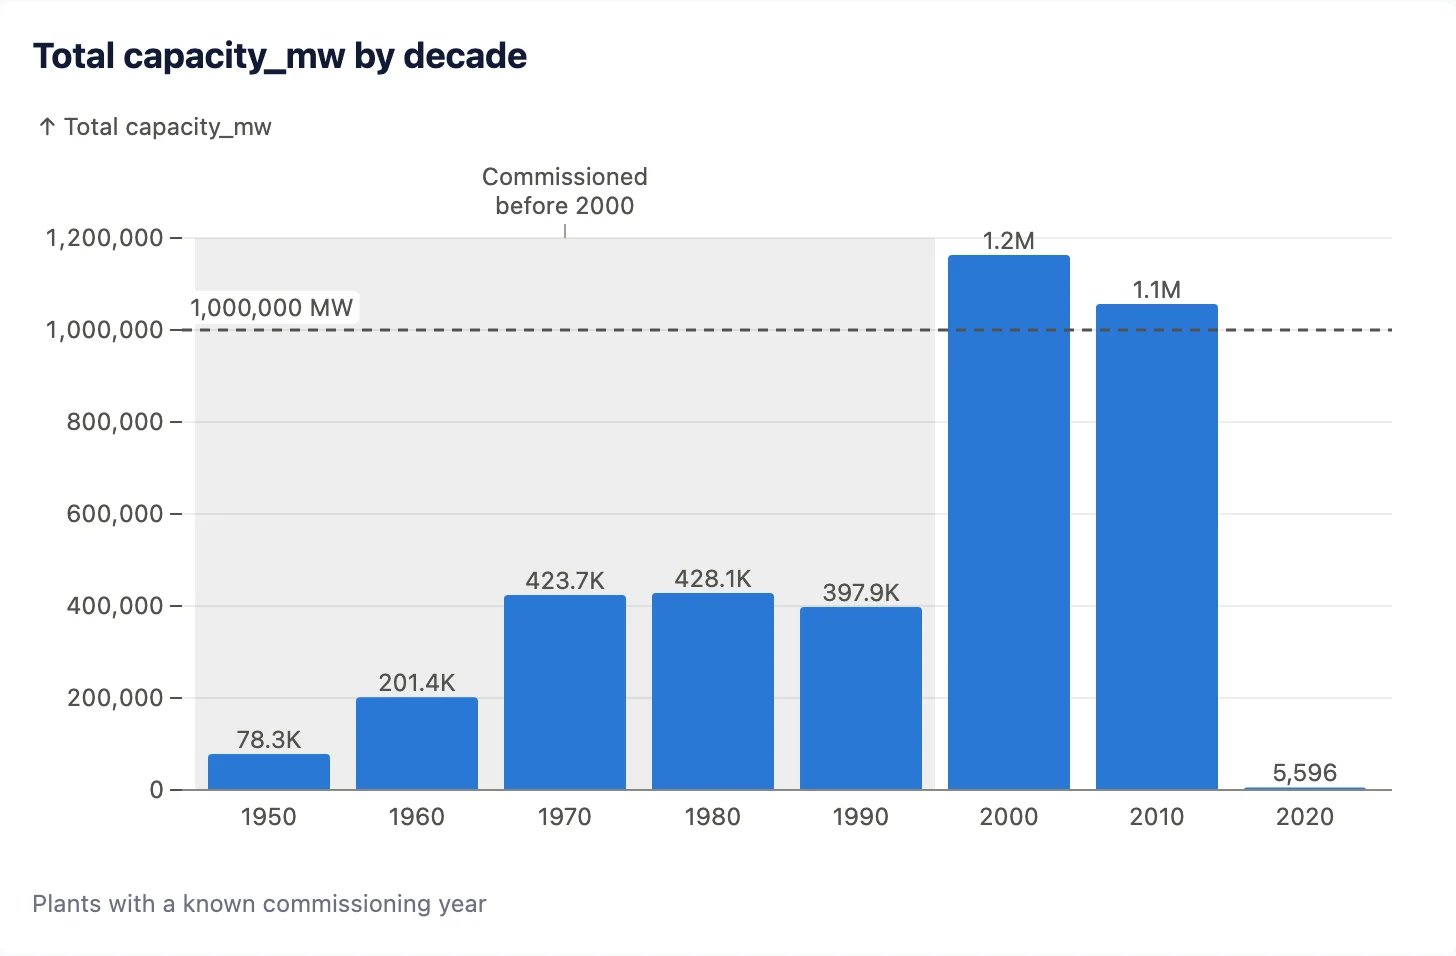 Total capacity_mw by decade
↑ Total capacity_mw
Commissioned
before 2000
1,200,000
1.2M
1.1M
1,000,000 MW
1,000,000
800,000
600,000
423.7K
428.1K
397.9K
400,000
201.4K
200,000
78.3K
5,596
0
1950 1960 1970 1980 1990 2000 2010 2020
Plants with a known commissioning year